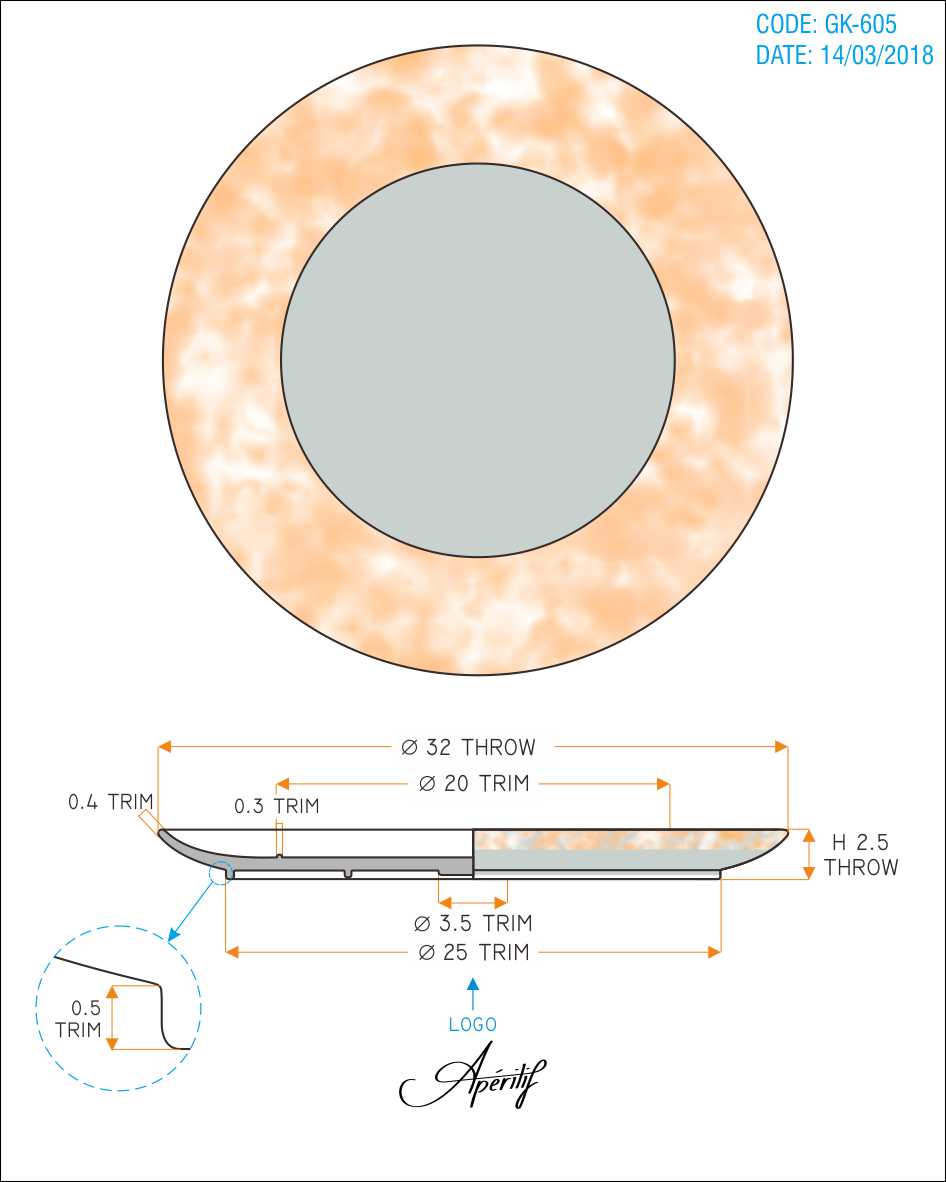 CODE: GK-605
DATE: 14/03/2018
Ø 32 THROW
Ø 20 TRIM
0.4 TRIM
0.3 TRIM
H 2.5
THROW
Ø 3.5 TRIM
Ø 25 TRIM
0.5
TRIM
LOGO
Apéritif